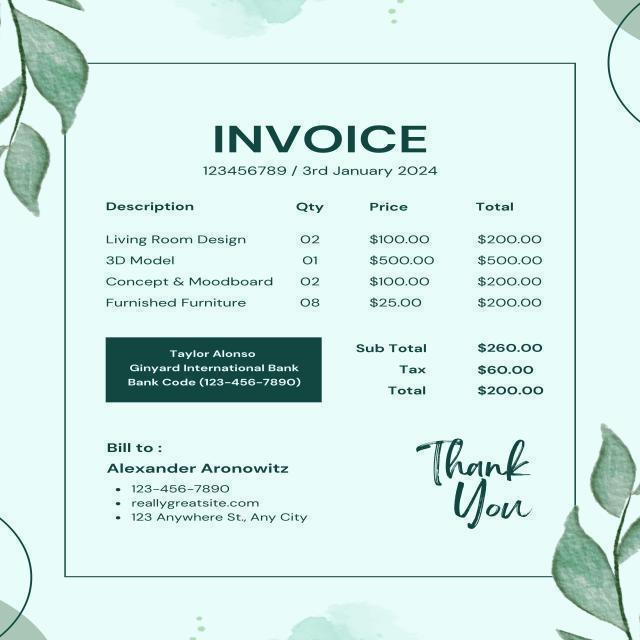 INVOICE
123456789 / 3rd January 2024
Description Qty Price Total
Living Room Design 02 $100.00 $200.00
3D Model 01 $500.00 $500.00
Concept & Moodboard 02 $100.00 $200.00
Furnished Furniture 08 $25.00 $200.00
Taylor Alonso
Ginyard International Bank
Bank Code (123-456-7890)
Sub Total $260.00
Tax $60.00
Total $200.00
Bill to :
Alexander Aronowitz
• 123-456-7890
• reallygreatsite.com
• 123 Anywhere St., Any City
Thank
You